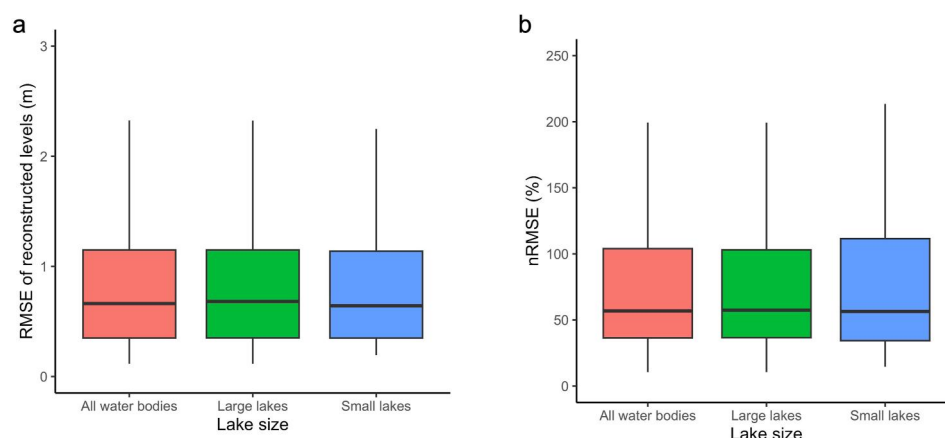 a
RMSE of reconstructed levels (m)
3
2
1
0
All water bodies Large lakes Small lakes
Lake size
b
nRMSE (%)
250
200
150
100
50
0
All water bodies Large lakes Small lakes
Lake size